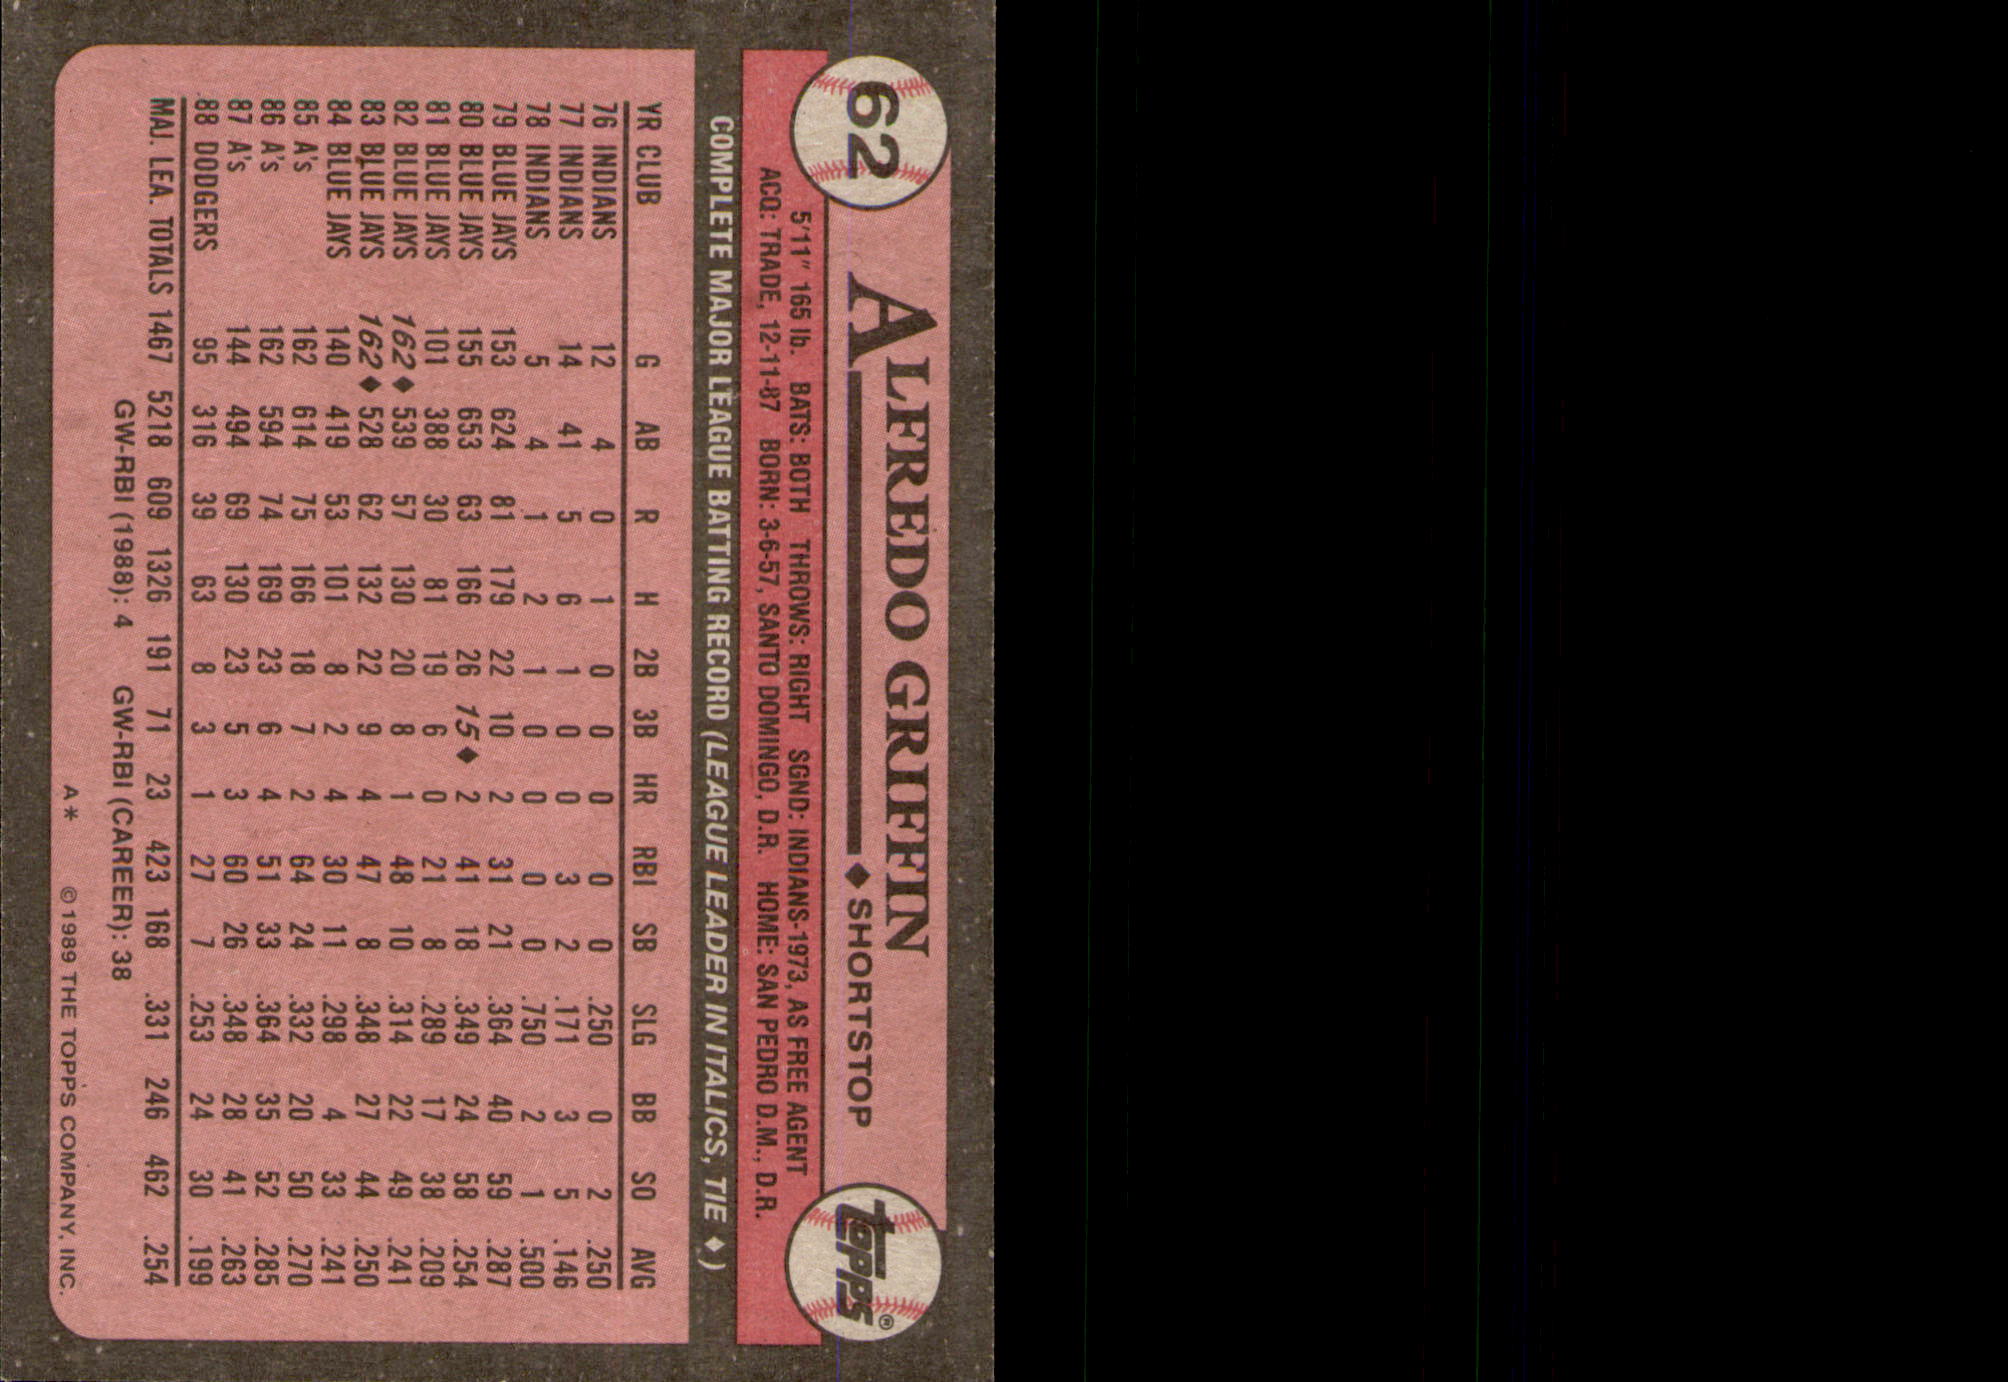 62
ALFREDO GRIFFIN
◆SHORTSTOP
topps®
5'11" 165 lb. BATS: BOTH THROWS: RIGHT SGND: INDIANS-1973, AS FREE AGENT
ACQ: TRADE, 12-11-87 BORN: 3-6-57, SANTO DOMINGO, D.R. HOME: SAN PEDRO D.M., D.R.
COMPLETE MAJOR LEAGUE BATTING RECORD (LEAGUE LEADER IN ITALICS, TIE ◆)
YR CLUB G AB R H 2B 3B HR RBI SB SLG BB SO AVG
76 INDIANS 12 4 0 1 0 0 0 0 0 .250 0 2 .250
77 INDIANS 14 41 5 6 1 0 0 3 2 .171 3 5 .146
78 INDIANS 5 4 1 2 1 0 0 0 0 .750 2 1 .500
79 BLUE JAYS 153 624 81 179 22 10 2 31 21 .364 40 59 .287
80 BLUE JAYS 155 653 63 166 26 15◆ 2 41 18 .349 24 58 .254
81 BLUE JAYS 101 388 30 81 19 6 0 21 8 .289 17 38 .209
82 BLUE JAYS 162◆ 539 57 130 20 8 1 48 10 .314 22 49 .241
83 BLUE JAYS 162◆ 528 62 132 22 9 4 47 8 .348 27 44 .250
84 BLUE JAYS 140 419 53 101 8 2 4 30 11 .298 4 33 .241
85 A's 162 614 75 166 18 7 2 64 24 .332 20 50 .270
86 A's 162 594 74 169 23 6 4 51 33 .364 35 52 .285
87 A's 144 494 69 130 23 5 3 60 26 .348 28 41 .263
88 DODGERS 95 316 39 63 8 3 1 27 7 .253 24 30 .199
MAJ. LEA. TOTALS 1467 5218 609 1326 191 71 23 423 168 .331 246 462 .254
GW-RBI (1988): 4 GW-RBI (CAREER): 38
A* ©1989 THE TOPPS COMPANY, INC.